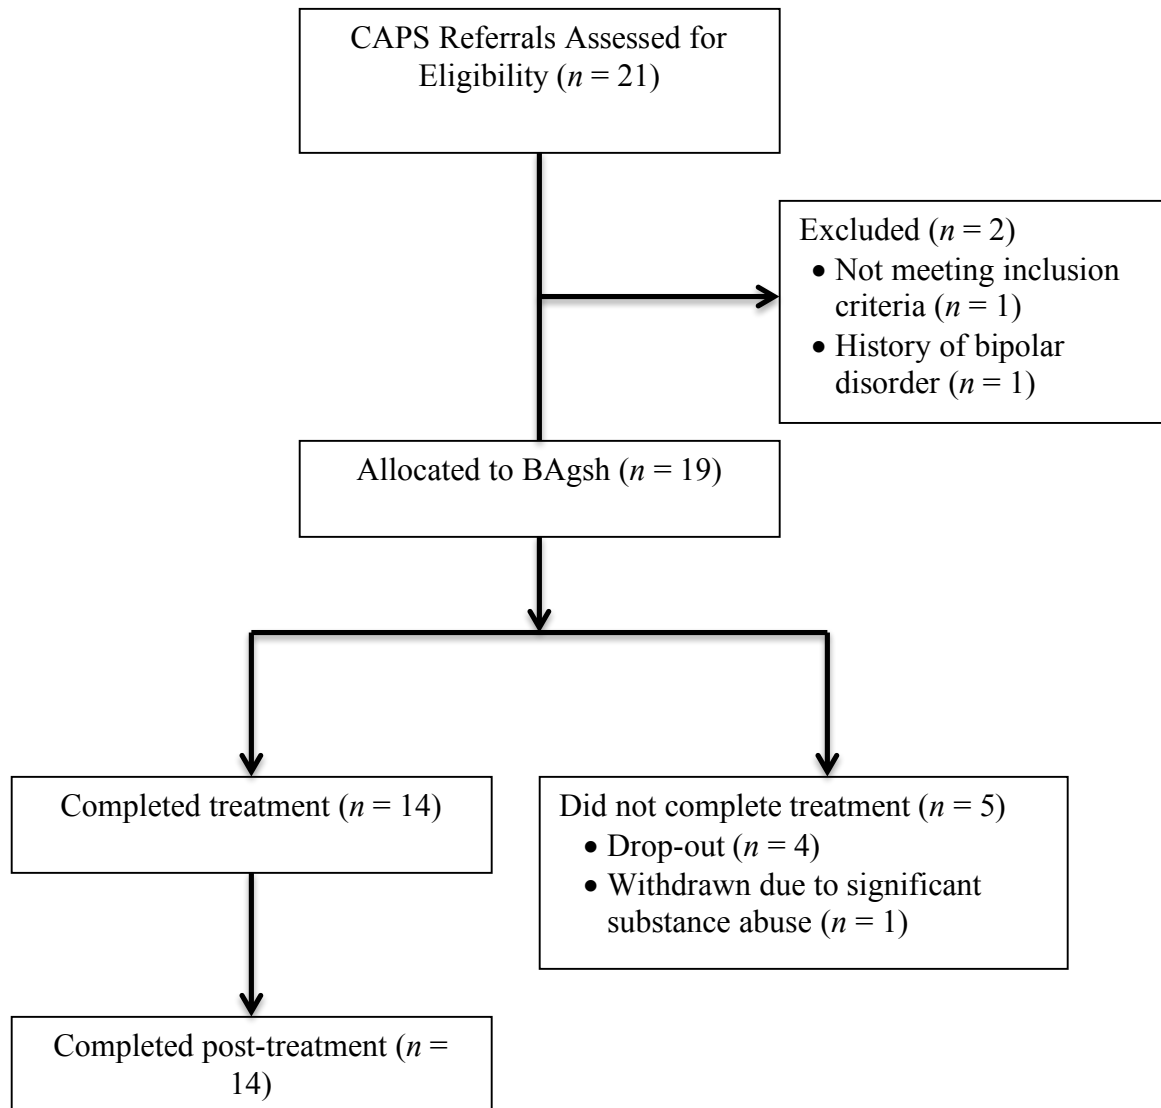 CAPS Referrals Assessed for
Eligibility (n = 21)
Excluded (n = 2)
• Not meeting inclusion
criteria (n = 1)
• History of bipolar
disorder (n = 1)
Allocated to BAgsh (n = 19)
Completed treatment (n = 14)
Did not complete treatment (n = 5)
• Drop-out (n = 4)
• Withdrawn due to significant
substance abuse (n = 1)
Completed post-treatment (n =
14)